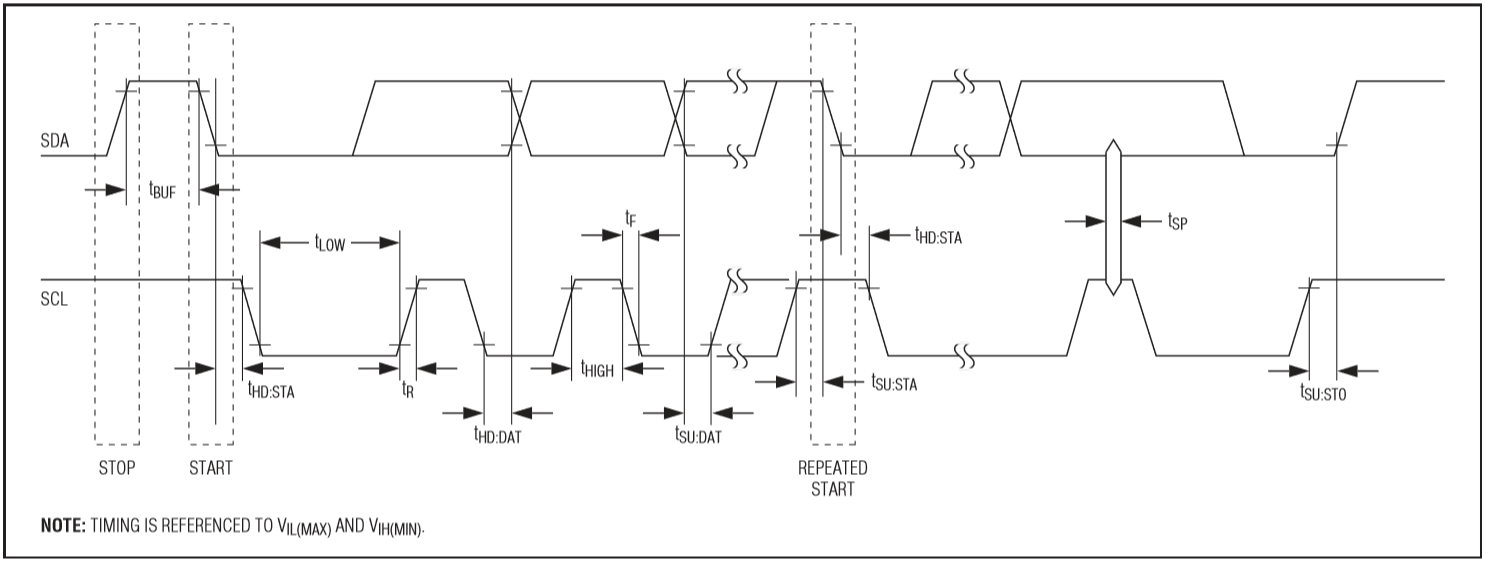 SDA
tBUF
tF
tHD:STA
tSP
tLOW
SCL
tHD:STA
tR
tHIGH
tSU:STA
tSU:STO
tHD:DAT
tSU:DAT
STOP
START
REPEATED
START
NOTE: TIMING IS REFERENCED TO VIL(MAX) AND VIH(MIN).